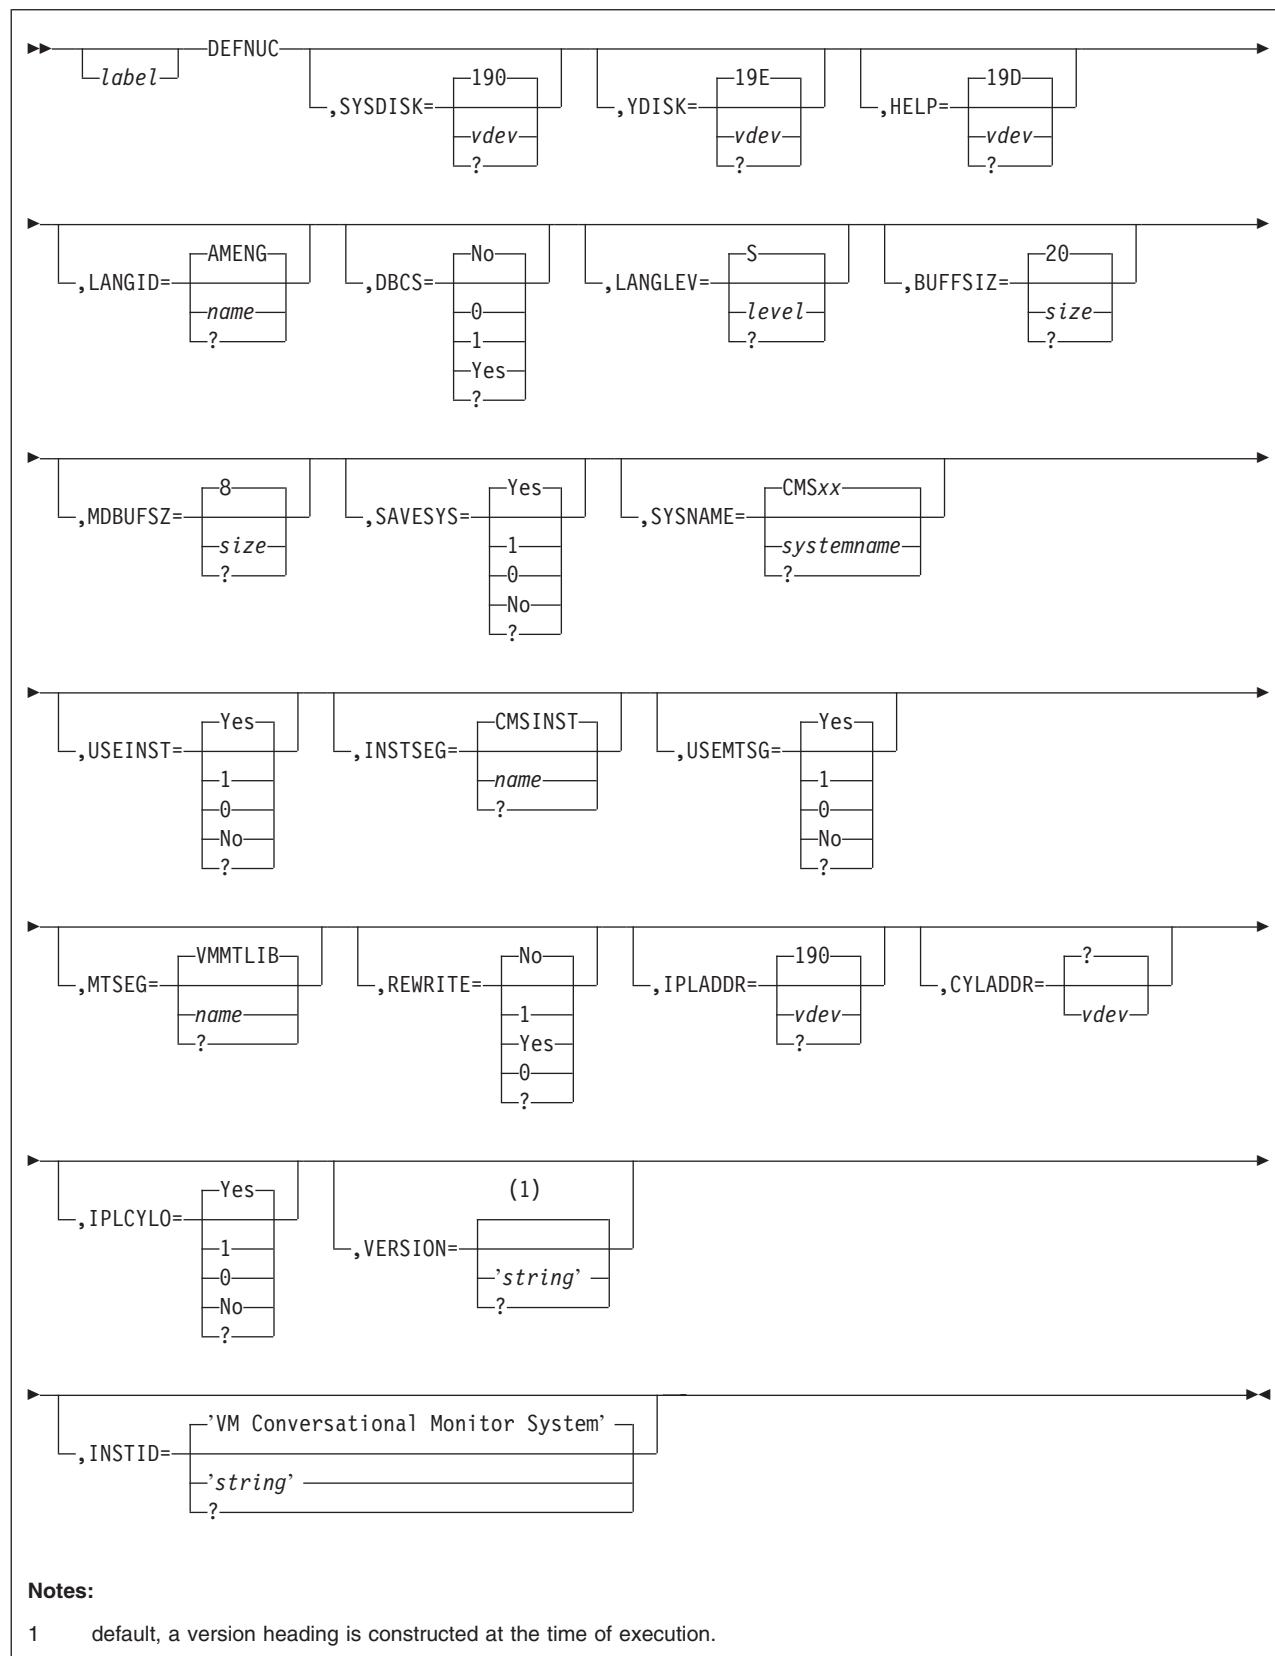 label DEFNUC
,SYSDISK= 190 vdev ?
,YDISK= 19E vdev ?
,HELP= 19D vdev ?
,LANGID= AMENG name ?
,DBCS= No 0 1 Yes ?
,LANGLEV= S level ?
,BUFFSIZ= 20 size ?
,MDBUFSZ= 8 size ?
,SAVESYS= Yes 1 0 No ?
,SYSNAME= CMSxx systemname ?
,USEINST= Yes 1 0 No ?
,INSTSEG= CMSINST name ?
,USEMTSG= Yes 1 0 No ?
,MTSEG= VMMTLIB name ?
,REWRITE= No 1 Yes 0 ?
,IPLADDR= 190 vdev ?
,CYLADDR= ? vdev
,IPLCYLO= Yes 1 0 No ?
,VERSION= (1) 'string' ?
,INSTID= 'VM Conversational Monitor System' 'string' ?
Notes:
1 default, a version heading is constructed at the time of execution.